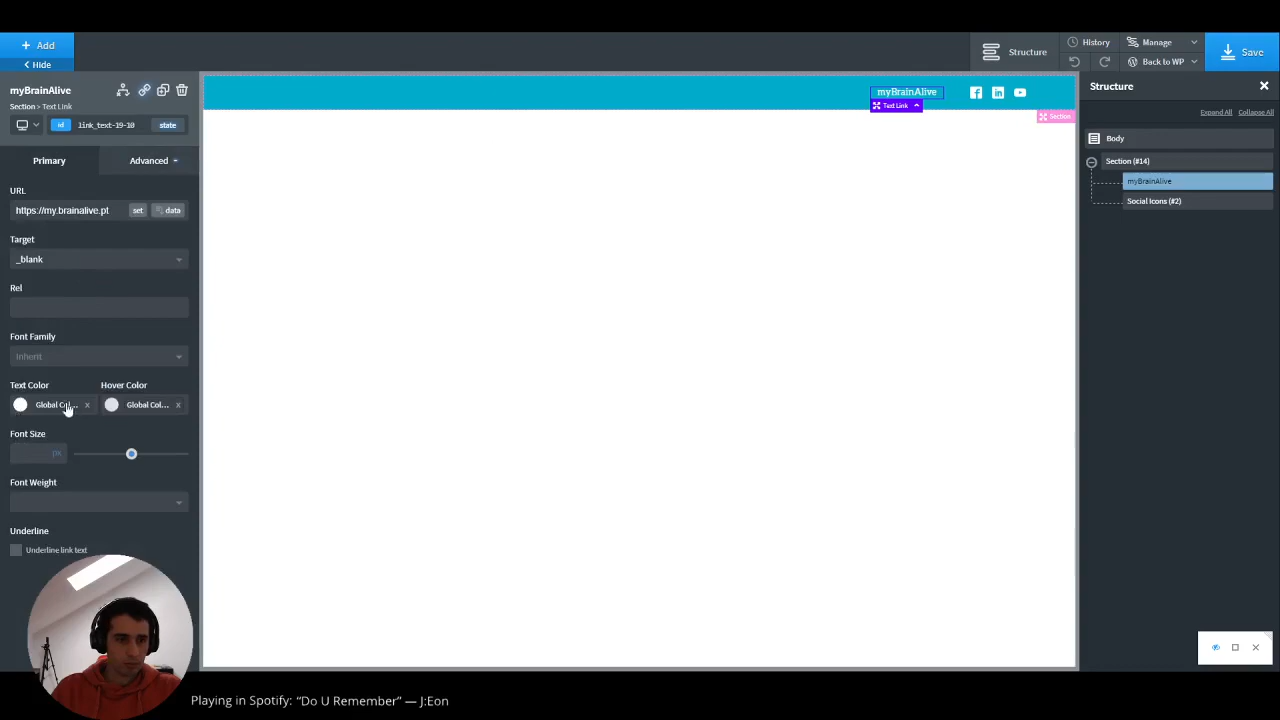 + Add
Hide
Structure
History
Manage
Back to WP
Save
myBrainAlive
Section > Text Link
id
link_text-19-10
state
Primary
Advanced
URL
https://my.brainalive.pt
set
data
Target
_blank
Rel
Font Family
Inherit
Text Color
Hover Color
Global Col...
x
Global Col...
x
Font Size
px
Font Weight
Underline
Underline link text
myBrainAlive
Text Link
Section
Structure
Expand All
Collapse All
Body
Section (#14)
myBrainAlive
Social Icons (#2)
Playing in Spotify: “Do U Remember” — J:Eon